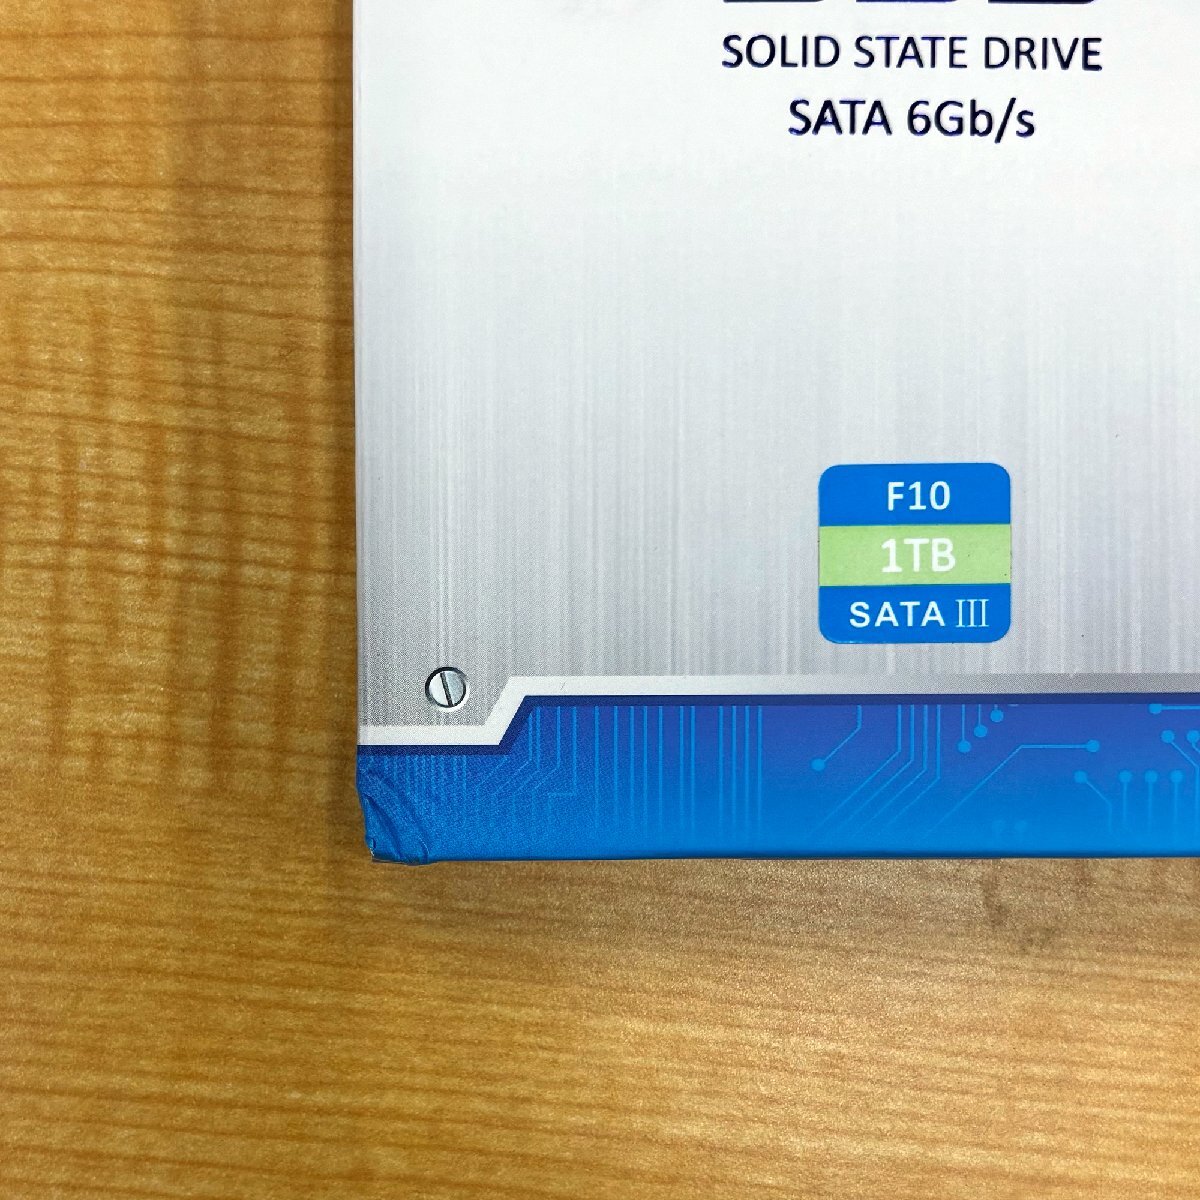 SOLID STATE DRIVE
SATA 6Gb/s
F10
1TB
SATA III